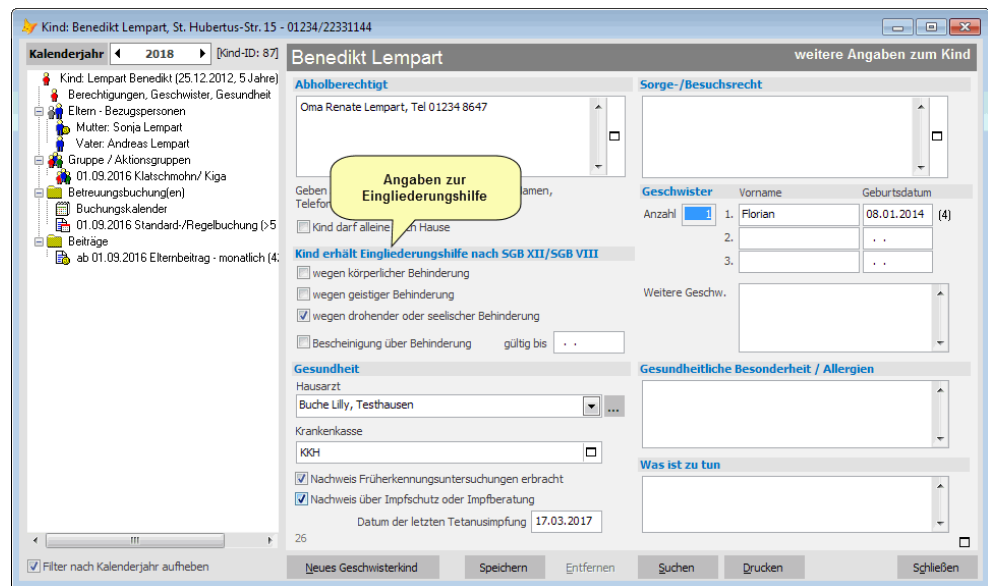 Kind: Benedikt Lempart, St. Hubertus-Str. 15 - 01234/22331144
Kalenderjahr 2018 [Kind-ID: 87]
Kind: Lempart Benedikt (25.12.2012, 5 Jahre)
Berechtigungen, Geschwister, Gesundheit
Eltern - Bezugspersonen
Mutter: Sonja Lempart
Vater: Andreas Lempart
Gruppe / Aktionsgruppen
01.09.2016 Klatschmohn/ Kiga
Betreuungsbuchung(en)
Buchungskalender
01.09.2016 Standard-/Regelbuchung (>5
Beiträge
ab 01.09.2016 Elternbeitrag - monatlich (4
Filter nach Kalenderjahr aufheben
Benedikt Lempart weitere Angaben zum Kind
Abholberechtigt
Oma Renate Lempart, Tel 01234 8647
Angaben zur
Eingliederungshilfe
Geben
Telefon
Kind darf alleine nach Hause
Kind erhält Eingliederungshilfe nach SGB XII/SGB VIII
wegen körperlicher Behinderung
wegen geistiger Behinderung
wegen drohender oder seelischer Behinderung
Bescheinigung über Behinderung gültig bis . .
Gesundheit
Hausarzt
Buche Lilly, Testhausen ...
Krankenkasse
KKH
Nachweis Früherkennungsuntersuchungen erbracht
Nachweis über Impfschutz oder Impfberatung
Datum der letzten Tetanusimpfung 17.03.2017
26
Sorge-/Besuchsrecht
Geschwister Vorname Geburtsdatum
Anzahl 1 1. Florian 08.01.2014 (4)
2. . .
3. . .
Weitere Geschw.
Gesundheitliche Besonderheit / Allergien
Was ist zu tun
Neues Geschwisterkind Speichern Entfernen Suchen Drucken Schließen